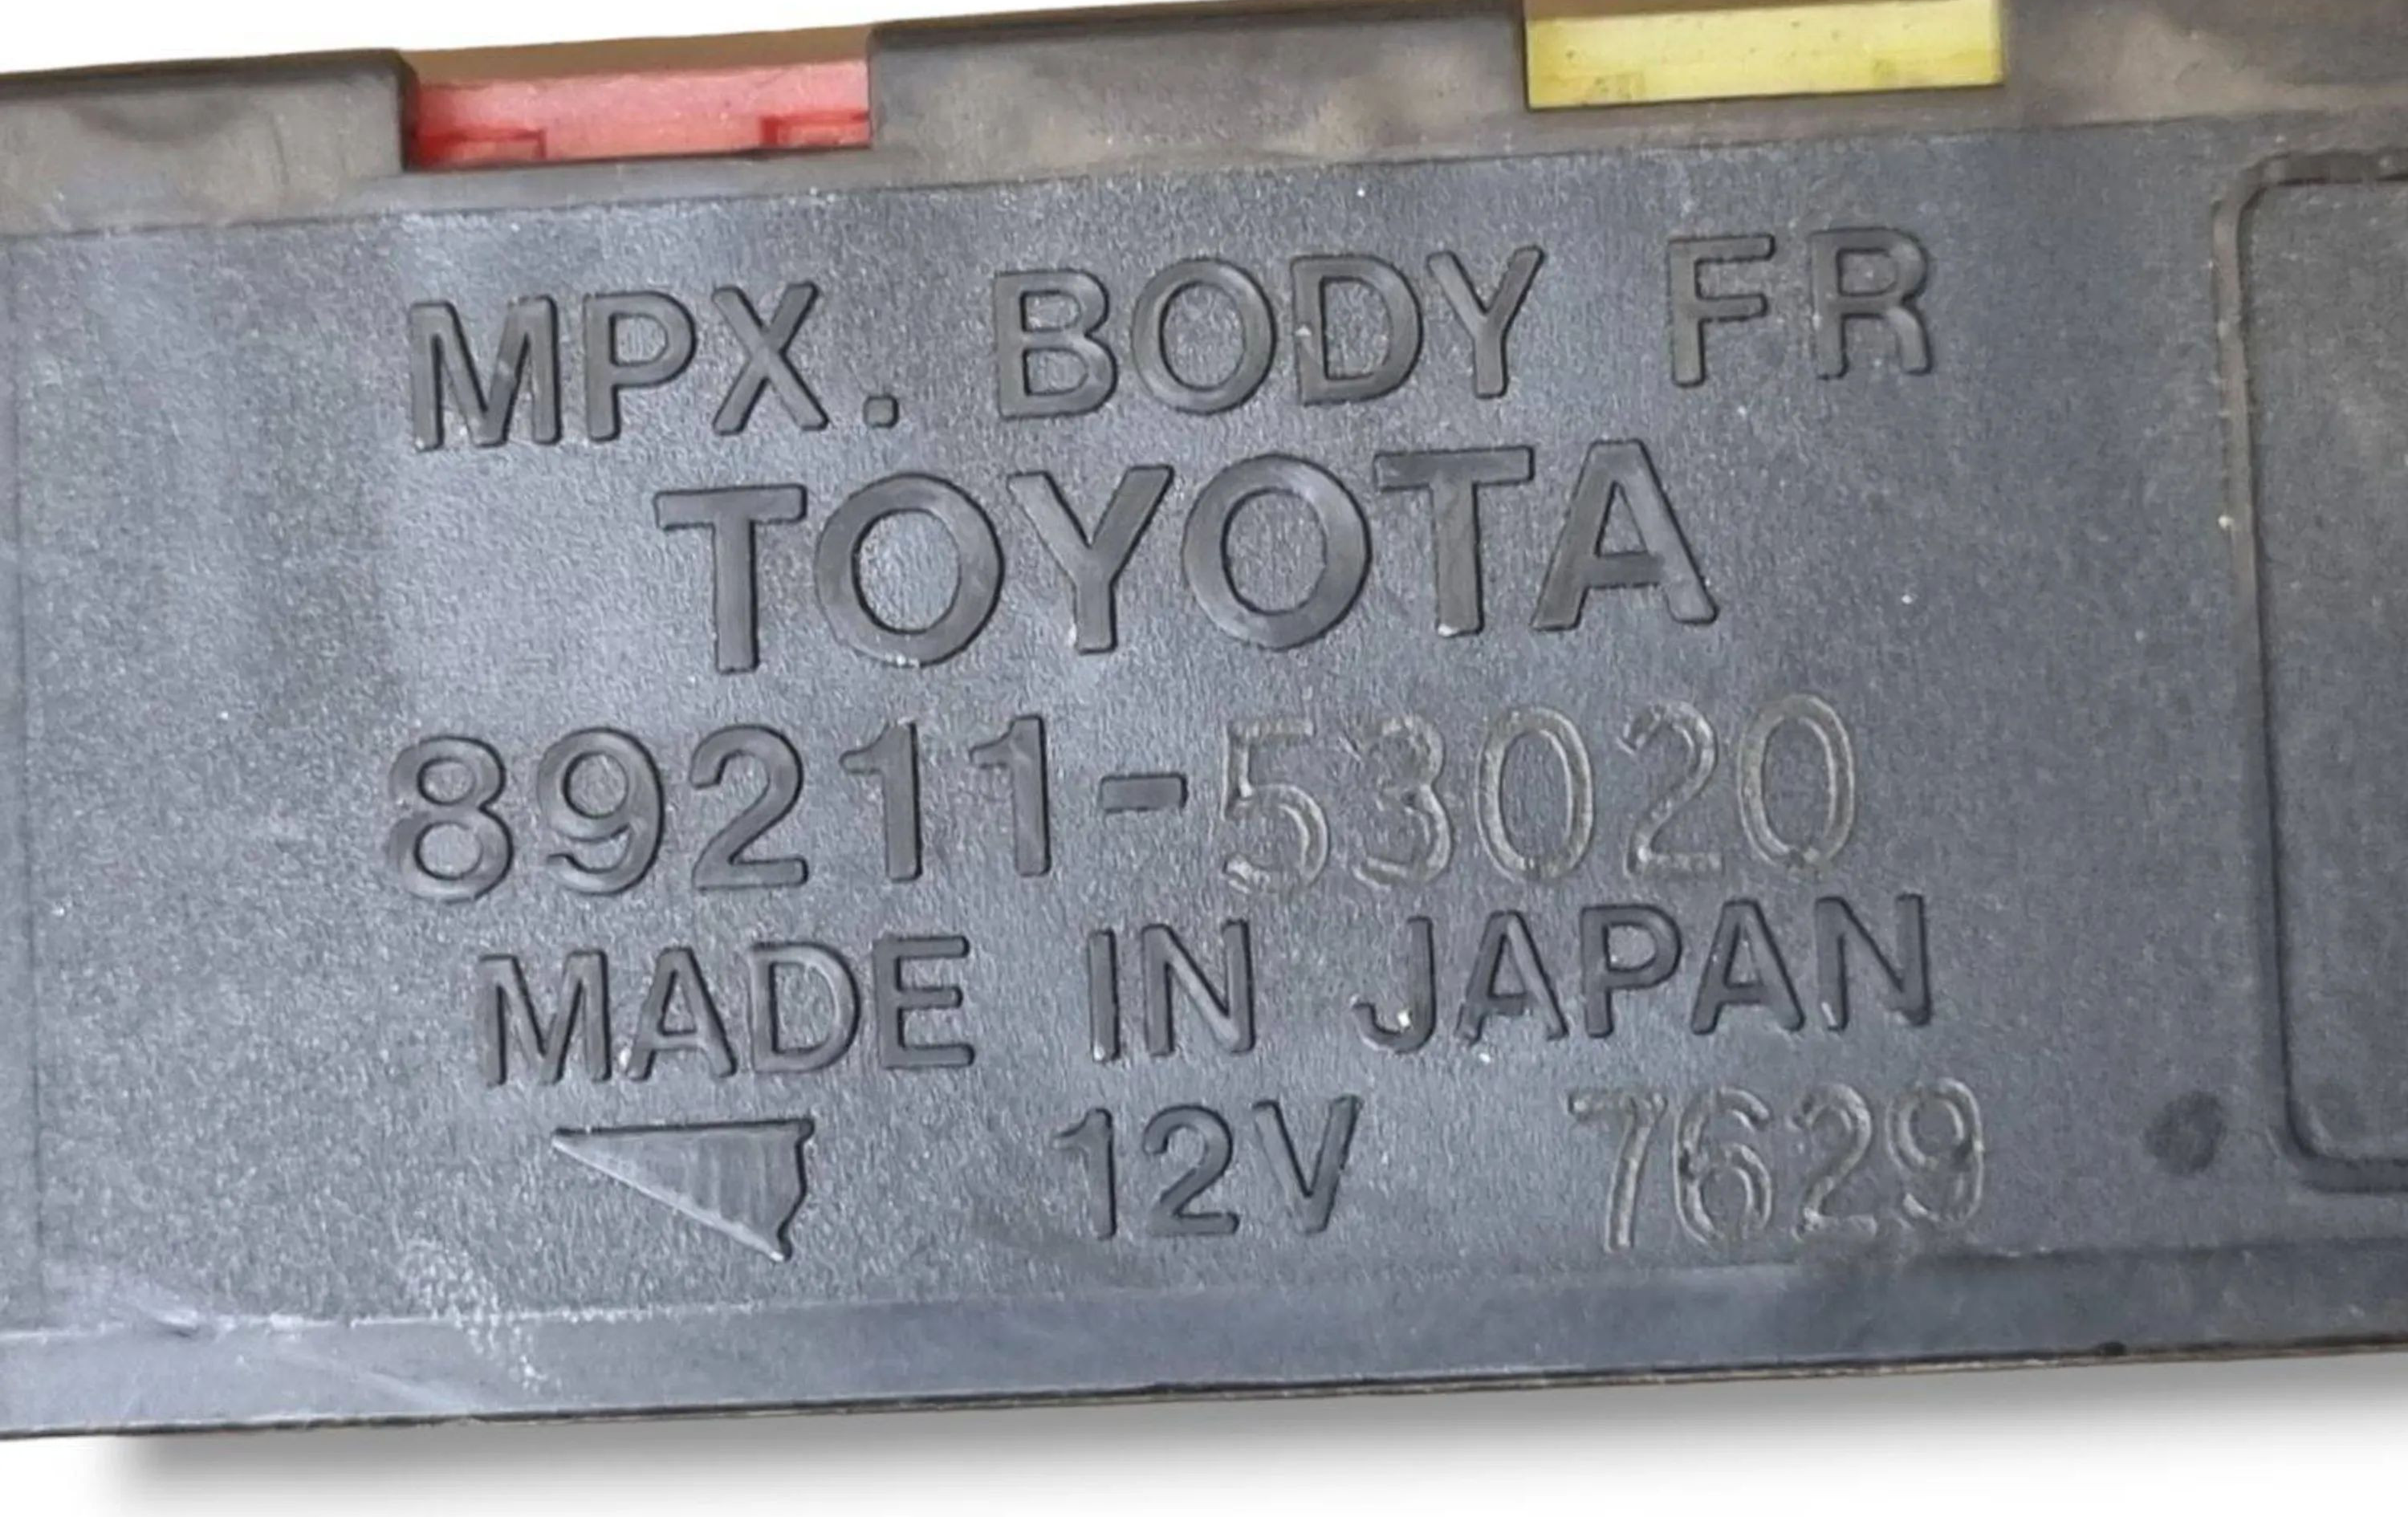 MPX. BODY FR
TOYOTA
89211-53020
MADE IN JAPAN
12V 7629